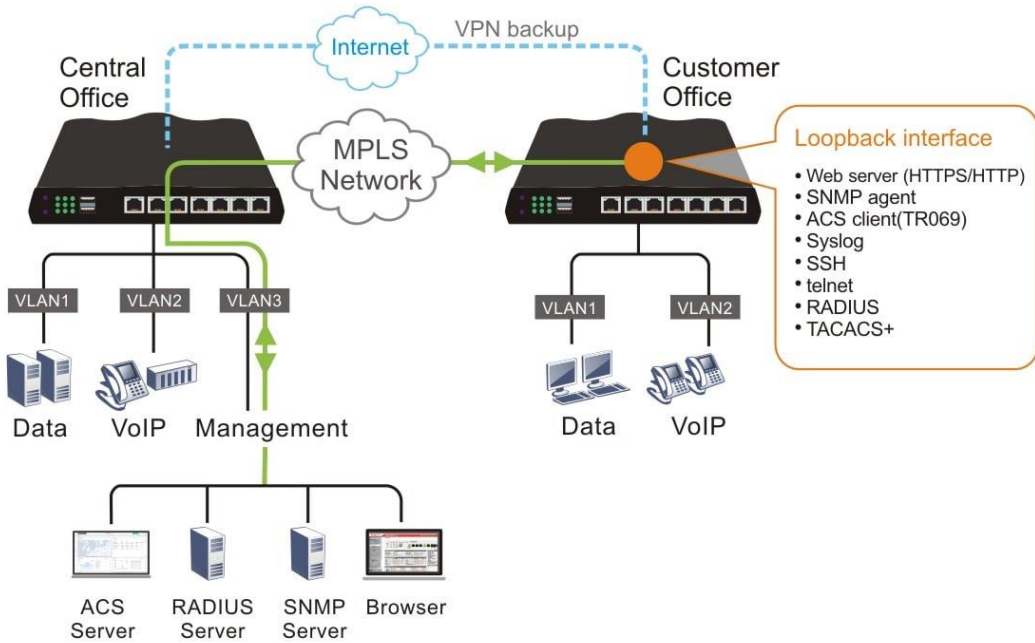 Internet
VPN backup
Central
Office
Customer
Office
MPLS
Network
Loopback interface
• Web server (HTTPS/HTTP)
• SNMP agent
• ACS client(TR069)
• Syslog
• SSH
• telnet
• RADIUS
• TACACS+
VLAN1
VLAN2
VLAN3
VLAN1
VLAN2
Data
VoIP
Management
Data
VoIP
ACS
Server
RADIUS
Server
SNMP
Server
Browser